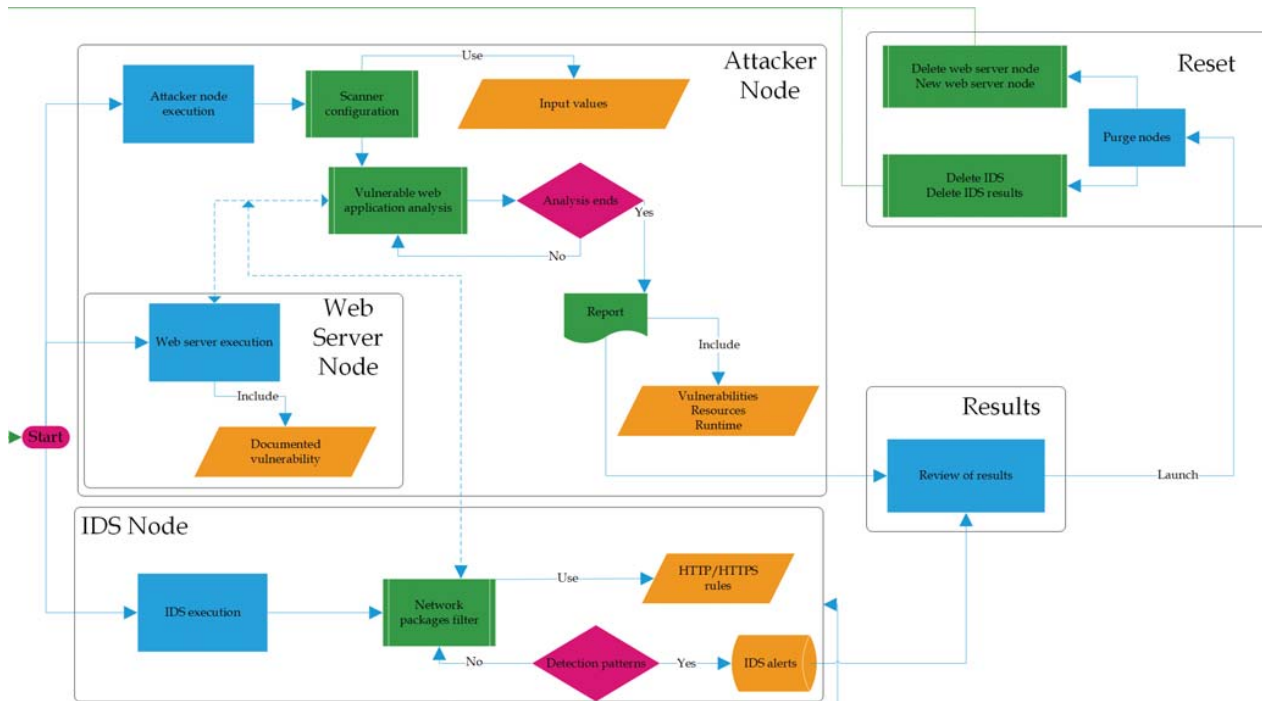 Use
Attacker
Node
Attacker node
execution
Scanner
configuration
Input values
Vulnerable web
application analysis
Analysis ends
Yes
No
Report
Include
Vulnerabilities
Resources
Runtime
Web
Server
Node
Web server execution
Include
Documented
vulnerability
Start
IDS Node
IDS execution
Network
packages filter
Use
HTTP/HTTPS
rules
Detection patterns
No
Yes
IDS alerts
Results
Review of results
Launch
Reset
Delete web server node
New web server node
Purge nodes
Delete IDS
Delete IDS results